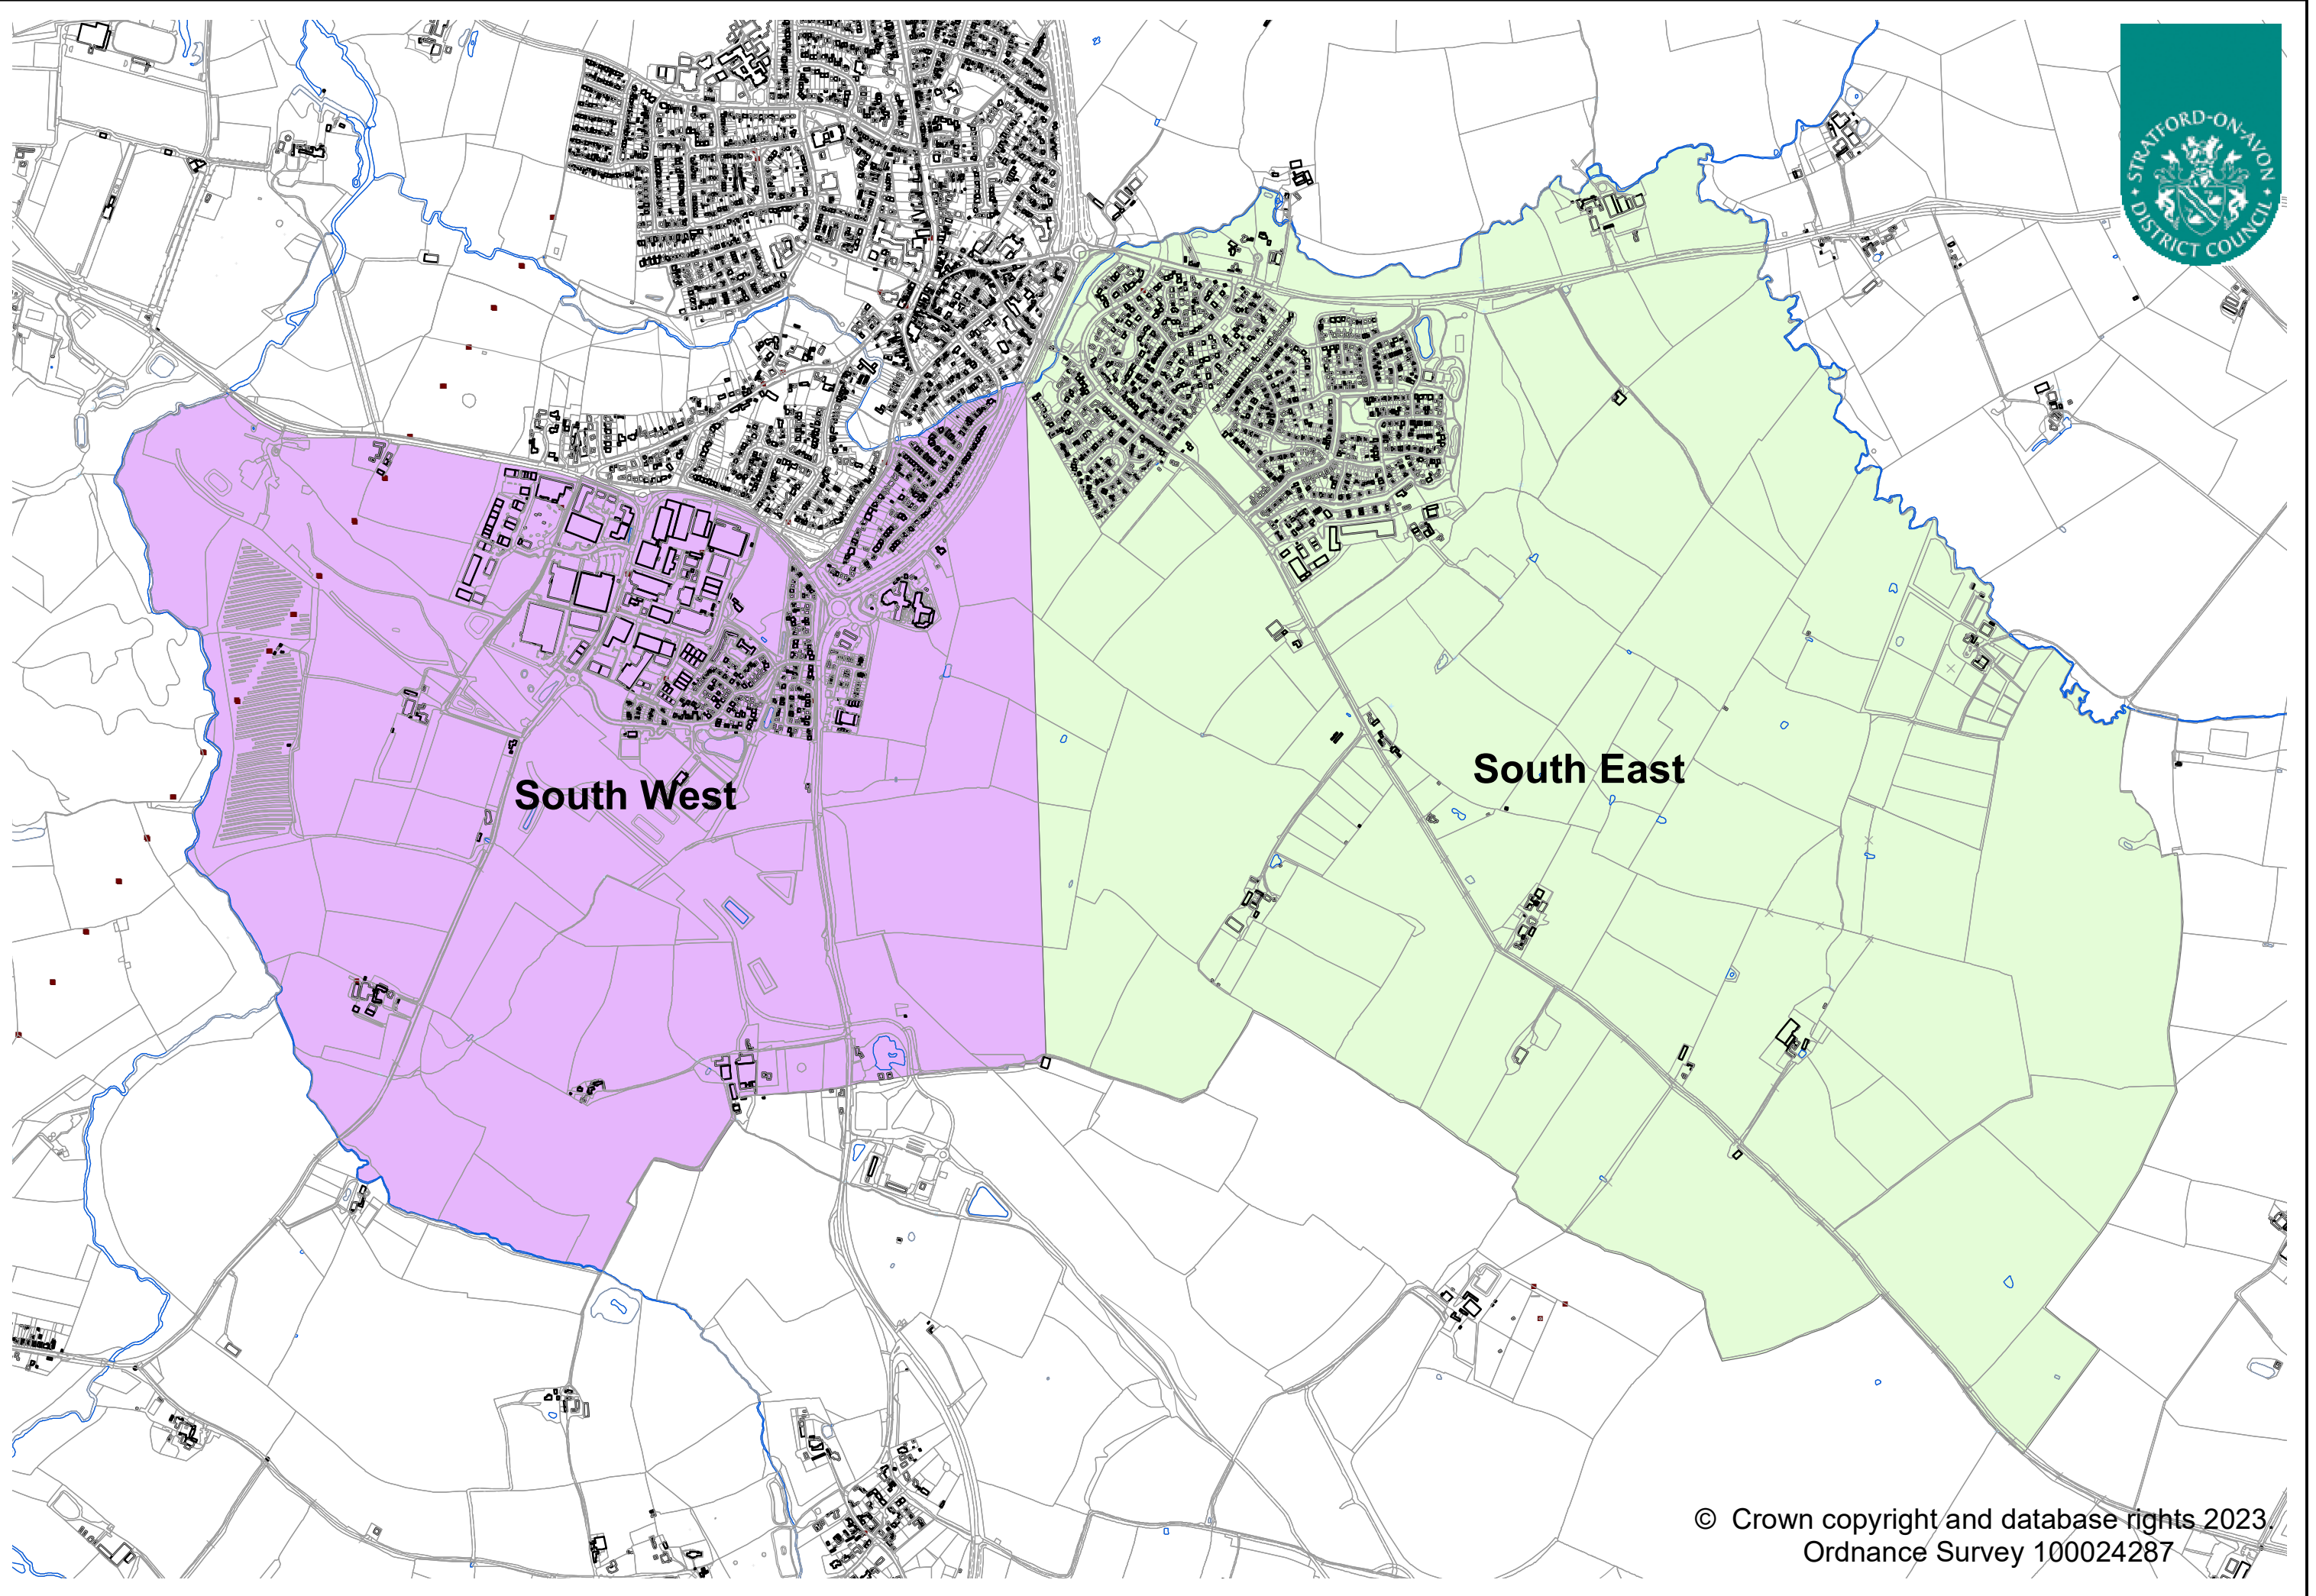 STRATFORD-ON-AVON
DISTRICT COUNCIL
South East
South West
© Crown copyright and database rights 2023.
Ordnance Survey 100024287